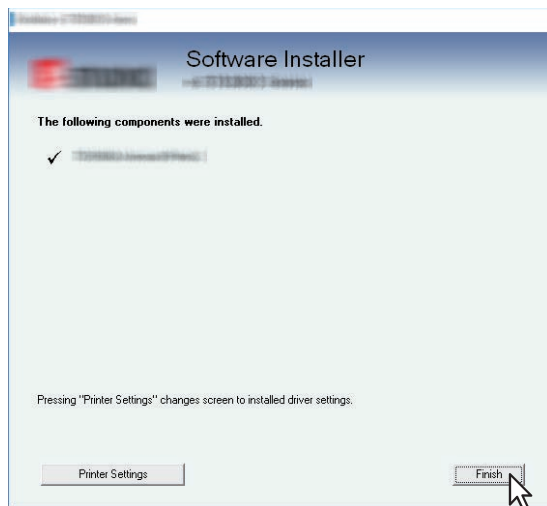 Software Installer
The following components were installed.
Pressing "Printer Settings" changes screen to installed driver settings.
Printer Settings
Finish